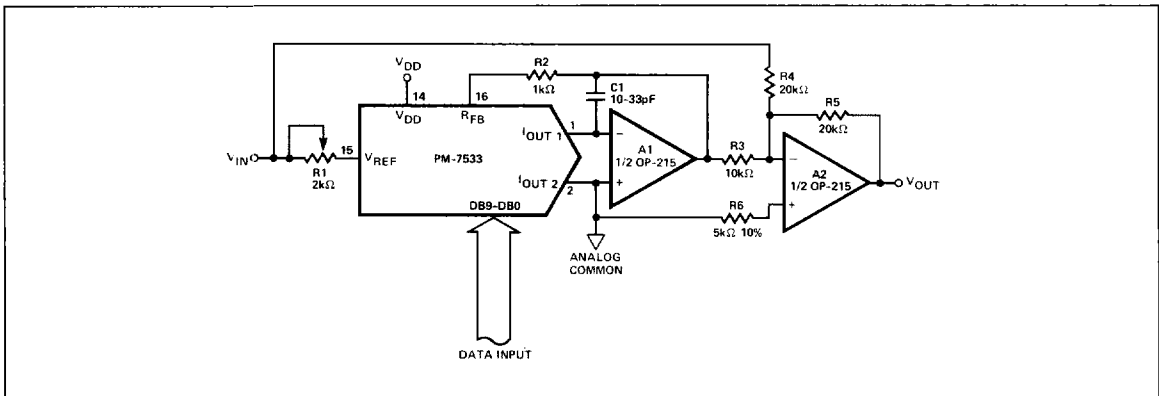 VDD
14
VDD
16
RFB
R2
1kΩ
C1
10-33pF
R4
20kΩ
R5
20kΩ
VIN
R1
2kΩ
15
VREF
PM-7533
IOUT 1
1
IOUT 2
2
DB9-DB0
−
A1
1/2 OP-215
+
R3
10kΩ
−
A2
1/2 OP-215
+
VOUT
R6
5kΩ 10%
ANALOG
COMMON
DATA INPUT